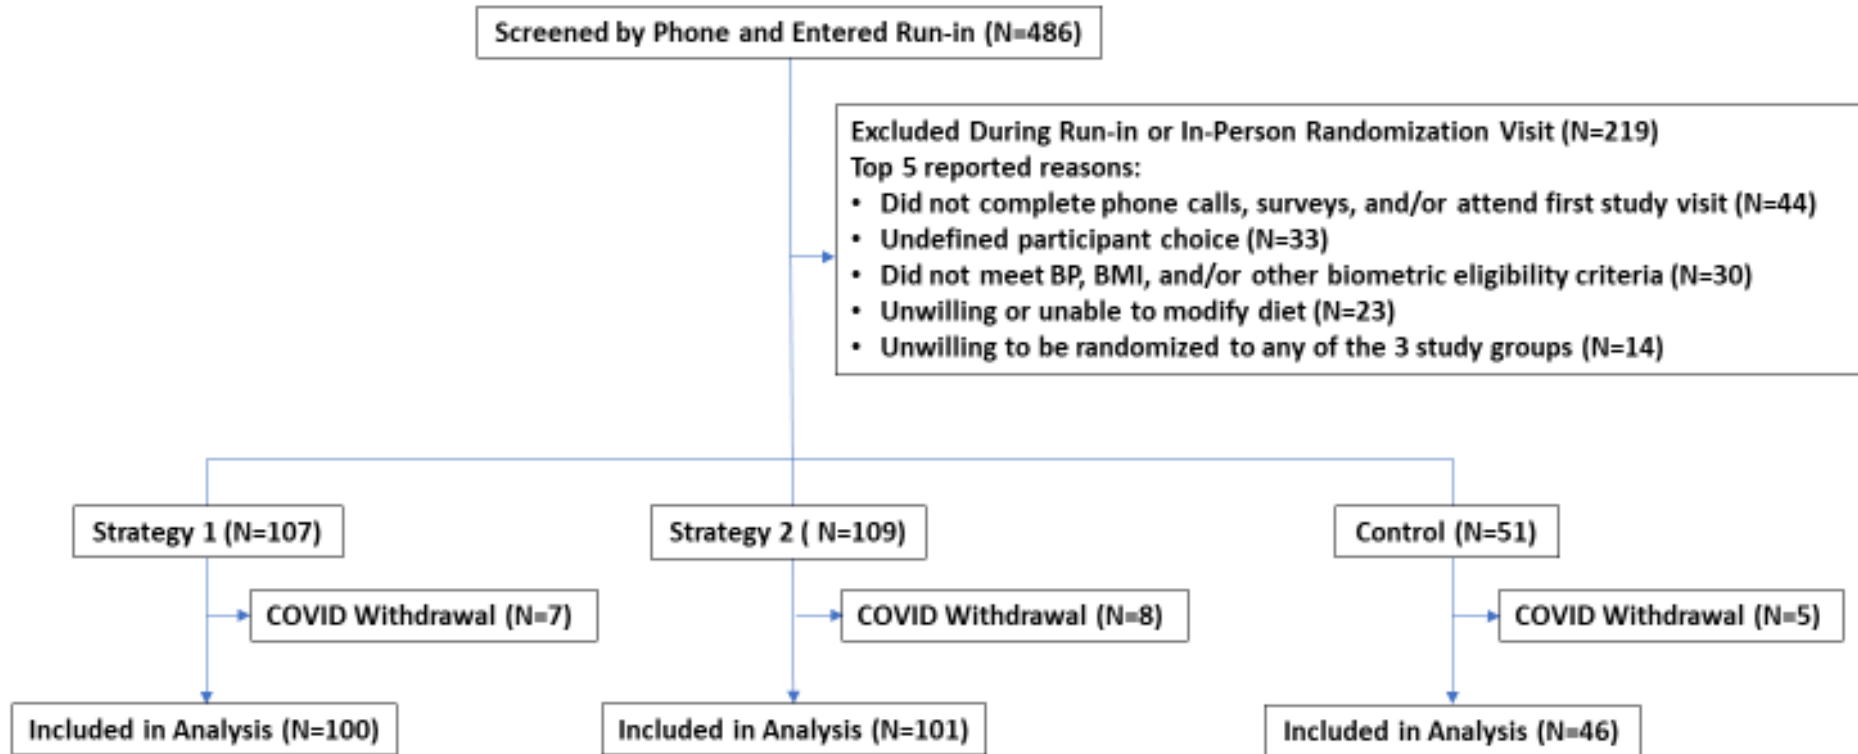 Screened by Phone and Entered Run-in (N=486)
Excluded During Run-in or In-Person Randomization Visit (N=219)
Top 5 reported reasons:
• Did not complete phone calls, surveys, and/or attend first study visit (N=44)
• Undefined participant choice (N=33)
• Did not meet BP, BMI, and/or other biometric eligibility criteria (N=30)
• Unwilling or unable to modify diet (N=23)
• Unwilling to be randomized to any of the 3 study groups (N=14)
Strategy 1 (N=107)
Strategy 2 ( N=109)
Control (N=51)
COVID Withdrawal (N=7)
COVID Withdrawal (N=8)
COVID Withdrawal (N=5)
Included in Analysis (N=100)
Included in Analysis (N=101)
Included in Analysis (N=46)